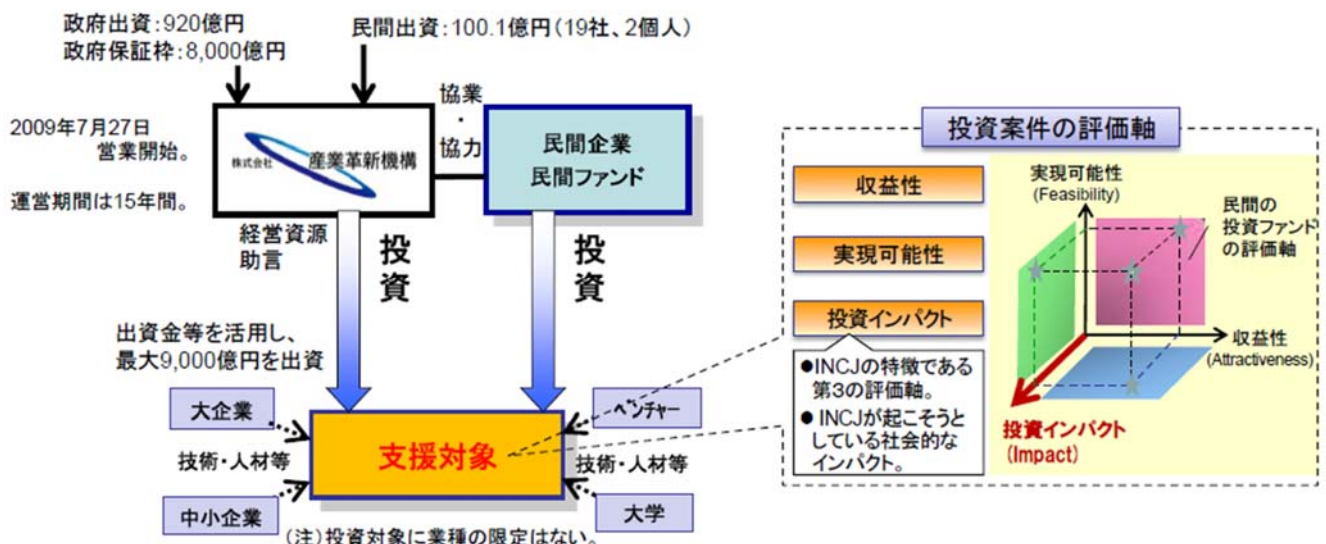 政府出資：920億円
政府保証枠：8,000億円
民間出資：100.1億円（19社、2個人）
2009年7月27日
営業開始。
運営期間は15年間。
株式会社 産業革新機構
協業
・
協力
民間企業
民間ファンド
経営資源
助言
投資
投資
出資金等を活用し、
最大9,000億円を出資
大企業
ベンチャー
技術・人材等
支援対象
技術・人材等
中小企業
大学
（注）投資対象に業種の限定はない。
投資案件の評価軸
収益性
実現可能性
投資インパクト
●INCJの特徴である
第3の評価軸。
● INCJが起こそうと
している社会的な
インパクト。
実現可能性
(Feasibility)
民間の
投資ファンド
の評価軸
収益性
(Attractiveness)
投資インパクト
(Impact)